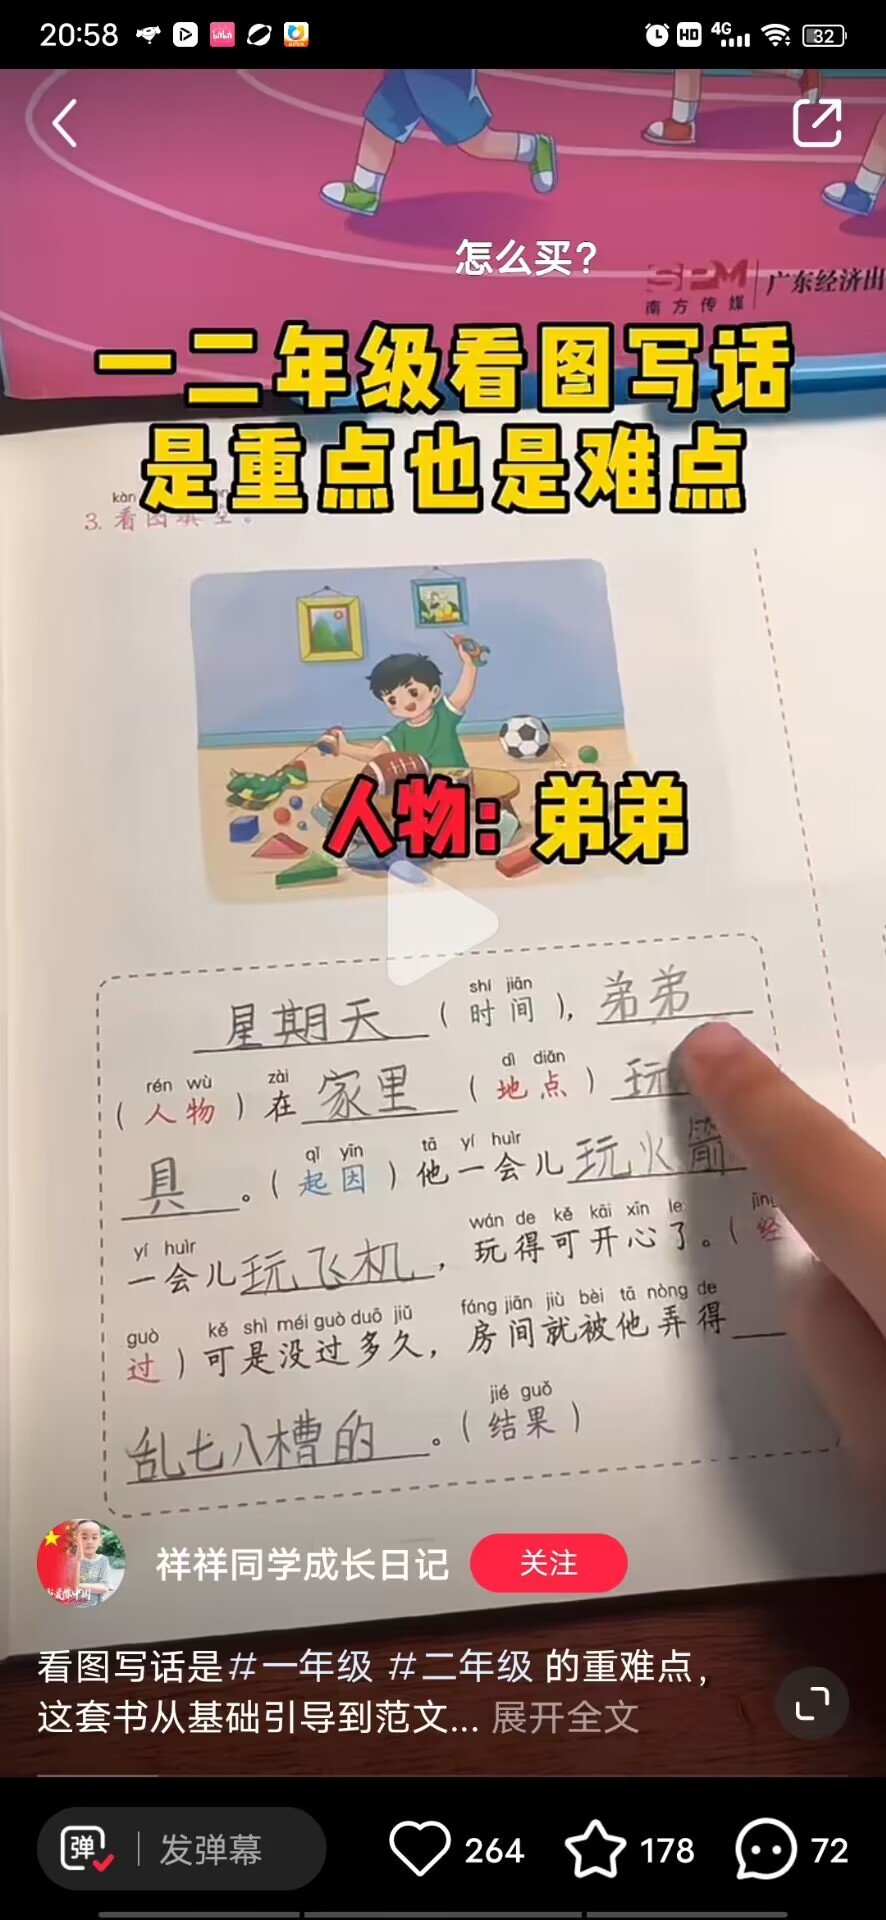 20:58
4G
HD
32
怎么买?
SPM
南方传媒
广东经济出
一二年级看图写话
是重点也是难点
kàn
3. 看图填空。
人物:弟弟
shí jiān
星期天(时间),弟弟
rén wù zài dì diǎn
(人物)在家里(地点)玩
qǐ yīn tā yí huìr
具。(起因)他一会儿玩火箭
yí huìr wán de kě kāi xīn le jīng
一会儿玩飞机,玩得可开心了。(经
guò kě shì méi guò duō jiǔ fáng jiān jiù bèi tā nòng de
过)可是没过多久,房间就被他弄得
jié guǒ
乱七八槽的。(结果)
祥祥同学成长日记 关注
看图写话是#一年级 #二年级 的重难点,
这套书从基础引导到范文... 展开全文
弹 发弹幕 264 178 72